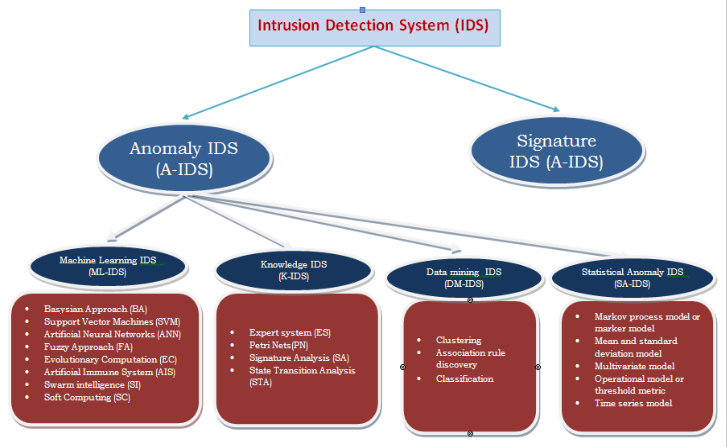 Intrusion Detection System (IDS)
Anomaly IDS
(A-IDS)
Signature
IDS (A-IDS)
Machine Learning IDS
(ML-IDS)
Knowledge IDS
(K-IDS)
Data mining IDS
(DM-IDS)
Statistical Anomaly IDS
(SA-IDS)
• Basysian Approach (BA)
• Support Vector Machines (SVM)
• Artificial Neural Networks (ANN)
• Fuzzy Approach (FA)
• Evolutionary Computation (EC)
• Artificial Immune System (AIS)
• Swarm intelligence (SI)
• Soft Computing (SC)
• Expert system (ES)
• Petri Nets(PN)
• Signature Analysis (SA)
• State Transition Analysis
(STA)
• Clustering
• Association rule
discovery
• Classification
• Markov process model or
marker model
• Mean and standard
deviation model
• Multivariate model
• Operational model or
threshold metric
• Time series model